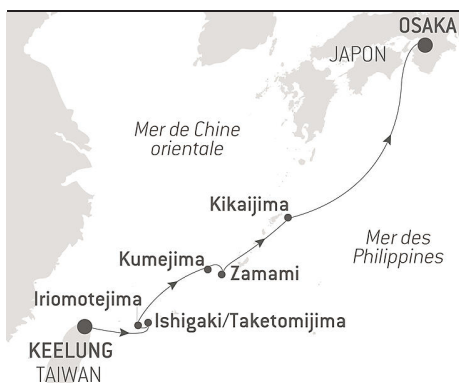 OSAKA
JAPON
Mer de Chine
orientale
Kikaijima
Mer des
Philippines
Kumejima
Zamami
Iriomotejima
Ishigaki/Taketomijima
KEELUNG
TAIWAN